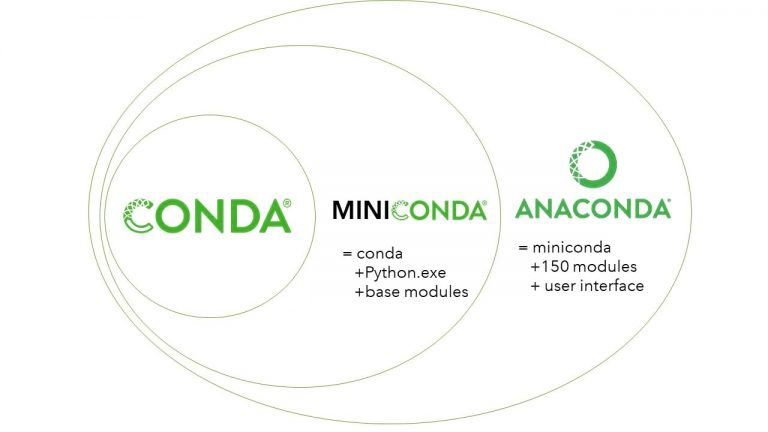 CONDA®
MINICONDA®
= conda
+Python.exe
+base modules
ANACONDA®
= miniconda
+150 modules
+ user interface